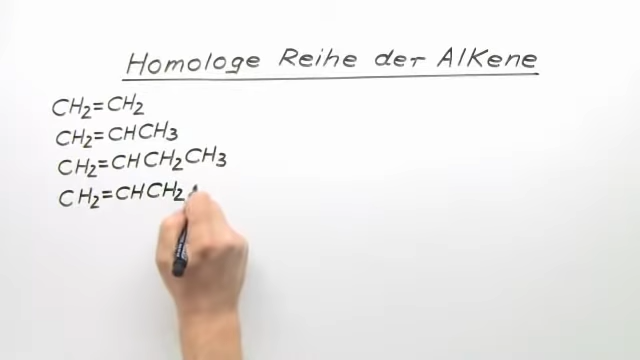 Homologe Reihe der Alkene
CH2=CH2
CH2=CHCH3
CH2=CHCH2CH3
CH2=CHCH2